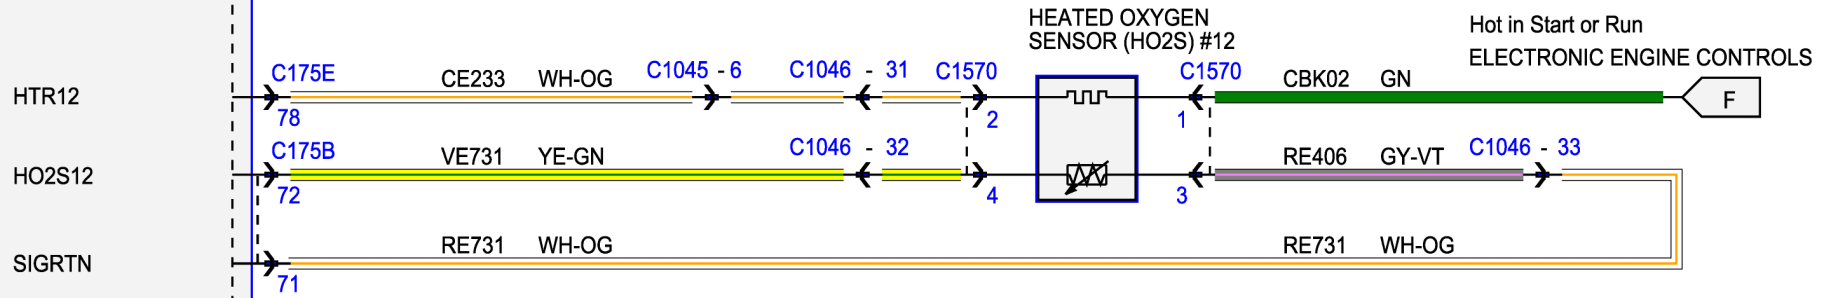 HEATED OXYGEN
SENSOR (HO2S) #12
Hot in Start or Run
ELECTRONIC ENGINE CONTROLS
HTR12
C175E
78
CE233 WH-OG
C1045 - 6
C1046 - 31
C1570
2
C1570
1
CBK02 GN
F
HO2S12
C175B
72
VE731 YE-GN
C1046 - 32
4
3
RE406 GY-VT
C1046 - 33
SIGRTN
71
RE731 WH-OG
RE731 WH-OG